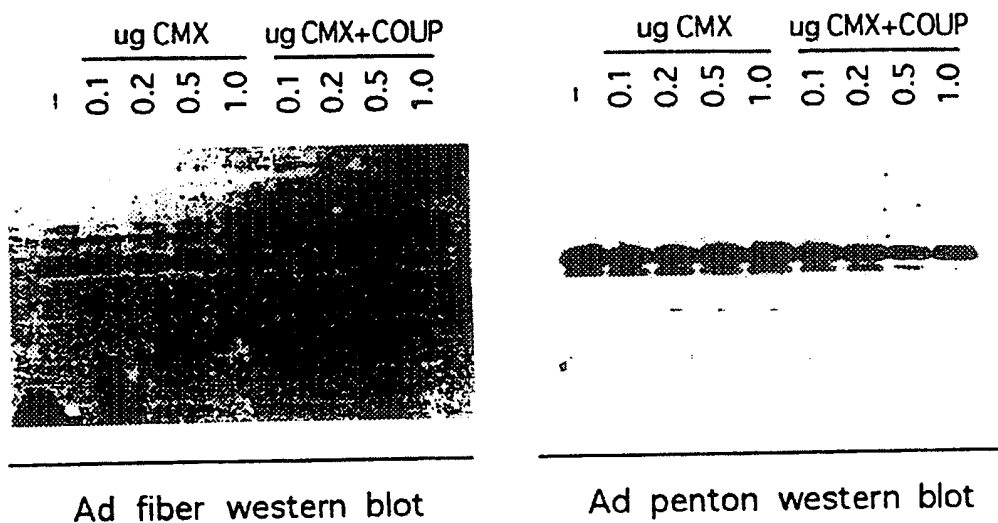 ug CMX ug CMX+COUP
- 0.1 0.2 0.5 1.0 0.1 0.2 0.5 1.0
Ad fiber western blot
ug CMX ug CMX+COUP
- 0.1 0.2 0.5 1.0 0.1 0.2 0.5 1.0
Ad penton western blot